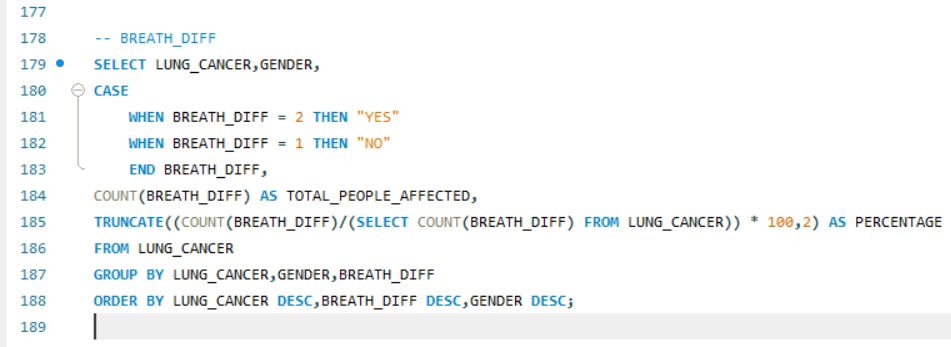 177
178 -- BREATH_DIFF
179 SELECT LUNG_CANCER,GENDER,
180 CASE
181 WHEN BREATH_DIFF = 2 THEN "YES"
182 WHEN BREATH_DIFF = 1 THEN "NO"
183 END BREATH_DIFF,
184 COUNT(BREATH_DIFF) AS TOTAL_PEOPLE_AFFECTED,
185 TRUNCATE((COUNT(BREATH_DIFF)/(SELECT COUNT(BREATH_DIFF) FROM LUNG_CANCER)) * 100,2) AS PERCENTAGE
186 FROM LUNG_CANCER
187 GROUP BY LUNG_CANCER,GENDER,BREATH_DIFF
188 ORDER BY LUNG_CANCER DESC,BREATH_DIFF DESC,GENDER DESC;
189